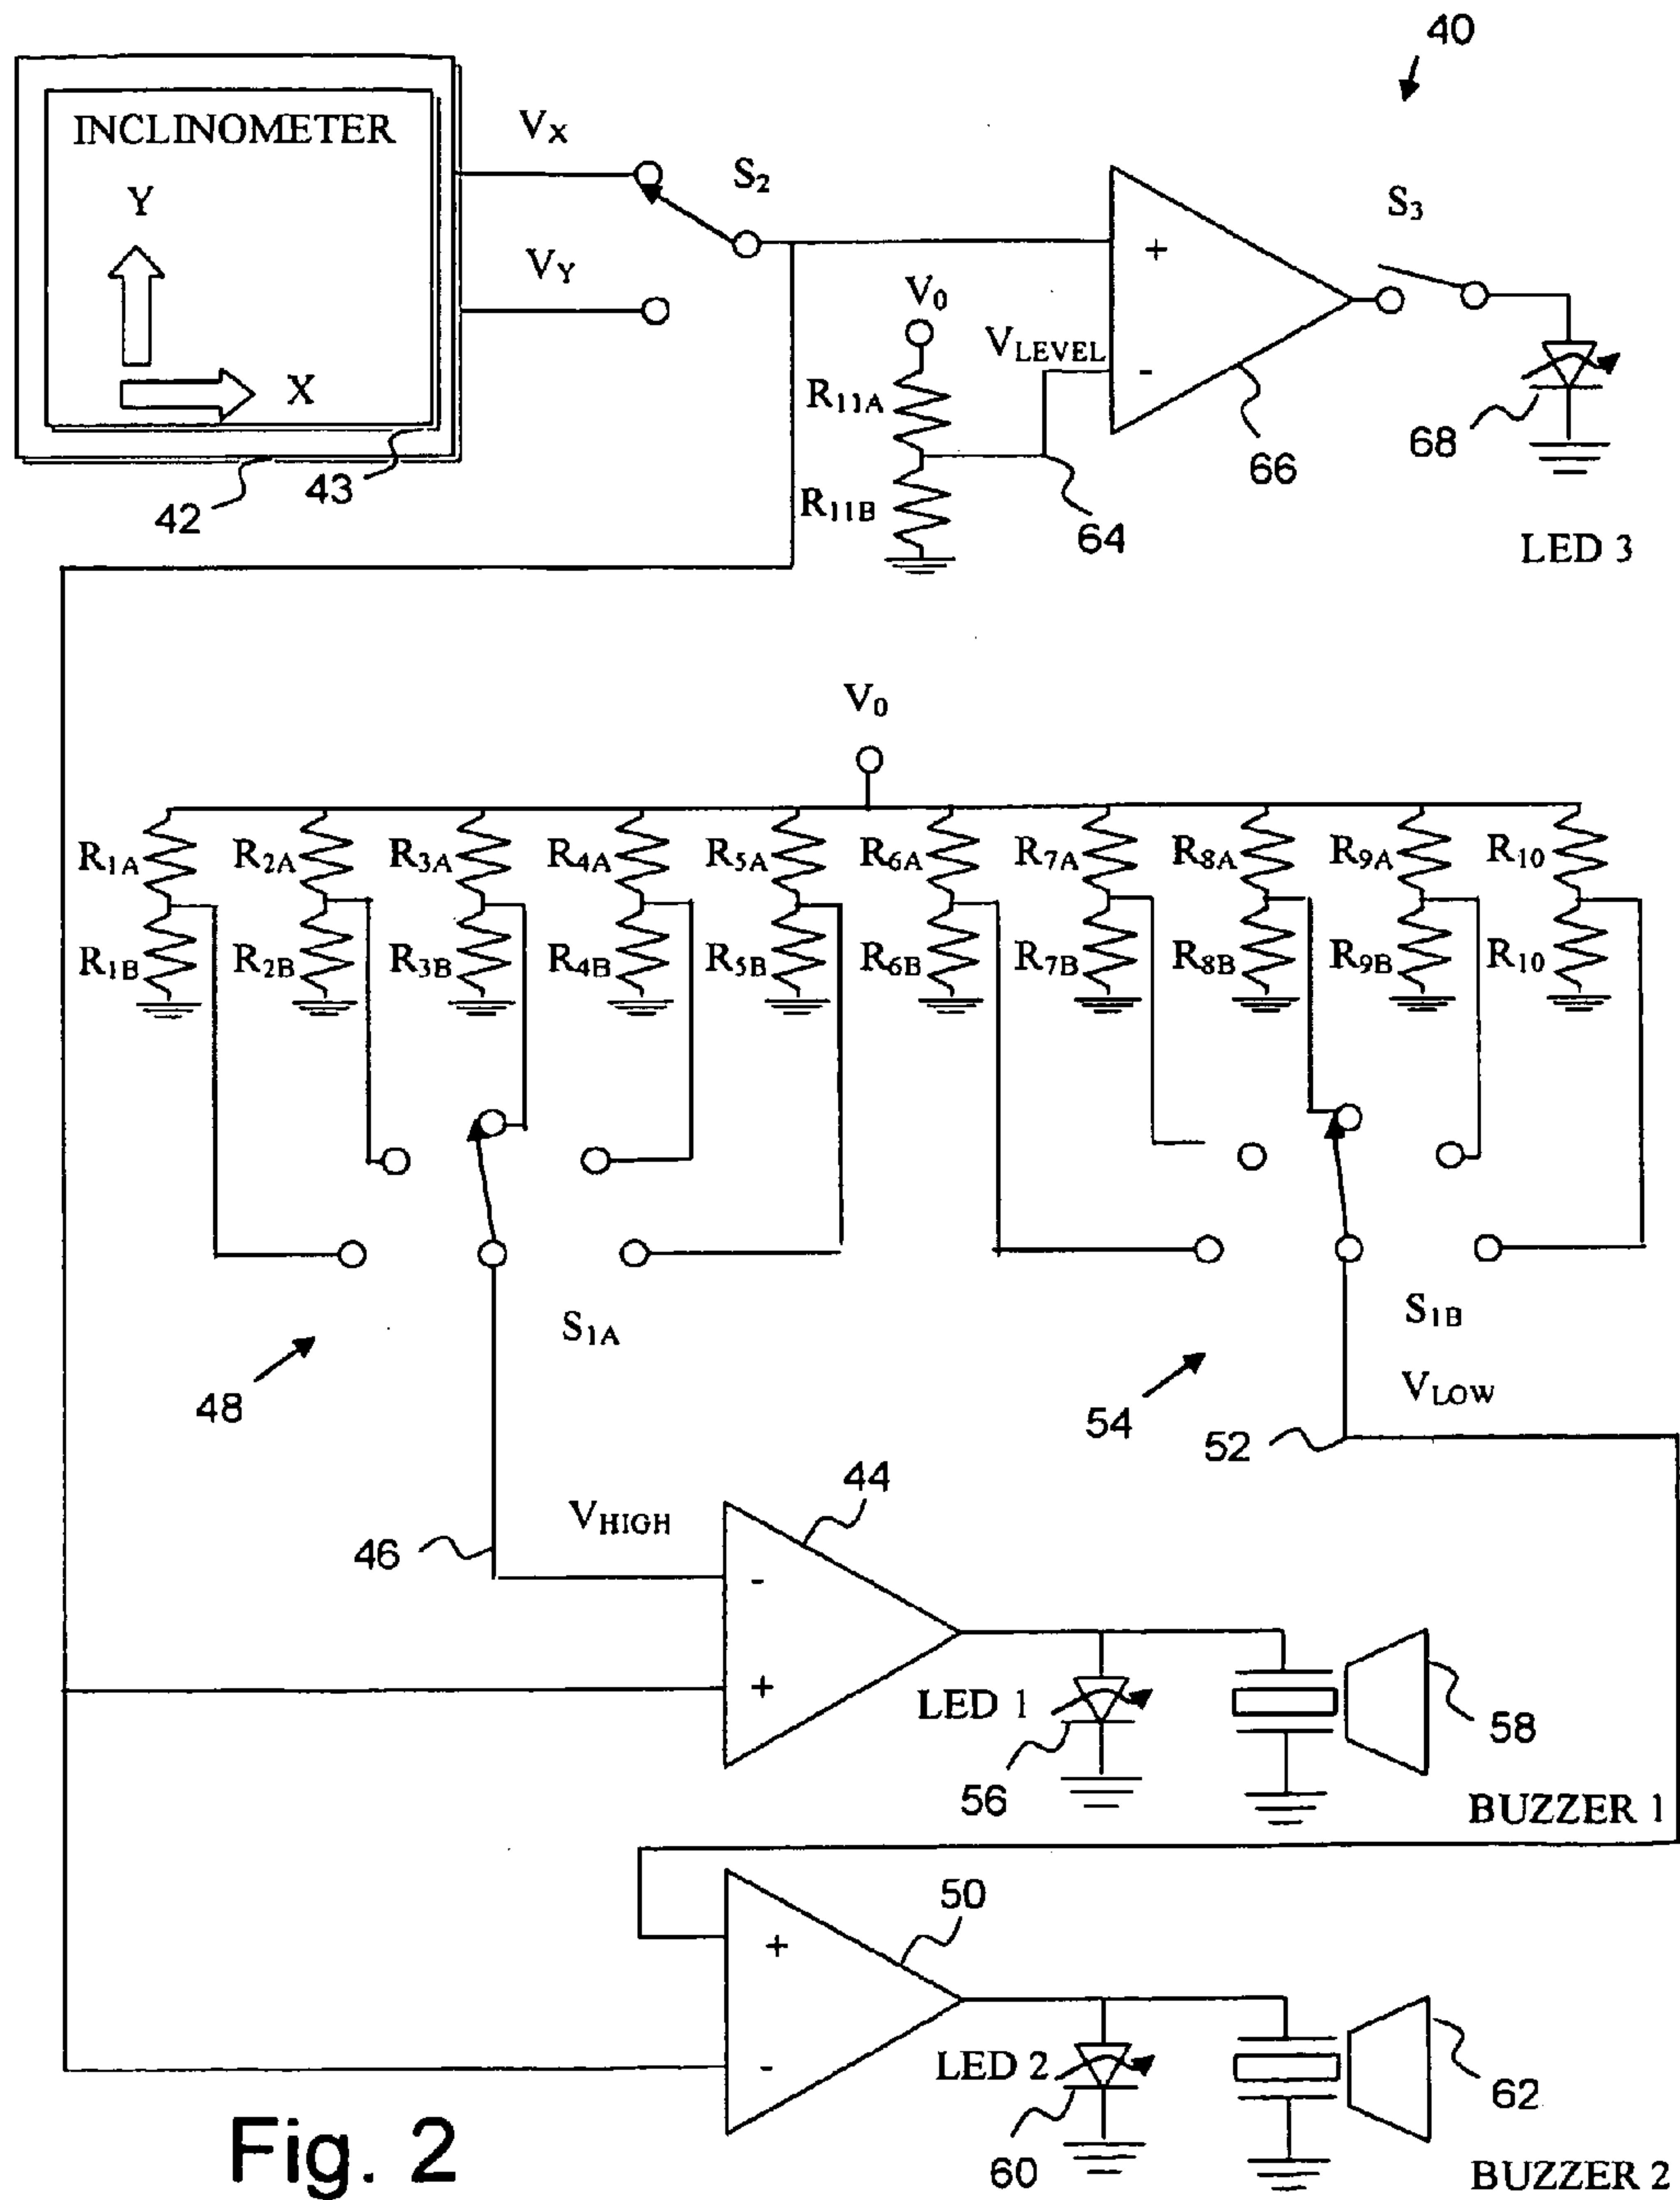 40
INCLINOMETER
Y
X
43
42
VX
VY
S2
V0
VLEVEL
R11A
R11B
64
+
-
66
S3
68
LED 3
V0
R1A R2A R3A R4A R5A R6A R7A R8A R9A R10
R1B R2B R3B R4B R5B R6B R7B R8B R9B R10
S1A
S1B
48
54
VLOW
52
44
VHIGH
46
-
+
LED 1
56
58
BUZZER 1
50
+
-
LED 2
60
62
BUZZER 2
Fig. 2